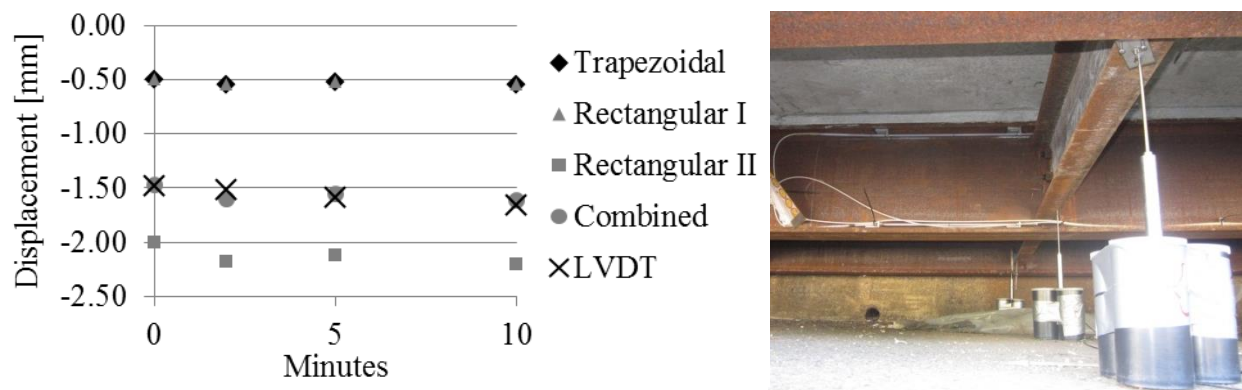 0.00
-0.50
-1.00
-1.50
-2.00
-2.50
Displacement [mm]
0 5 10
Minutes
Trapezoidal
Rectangular I
Rectangular II
Combined
LVDT